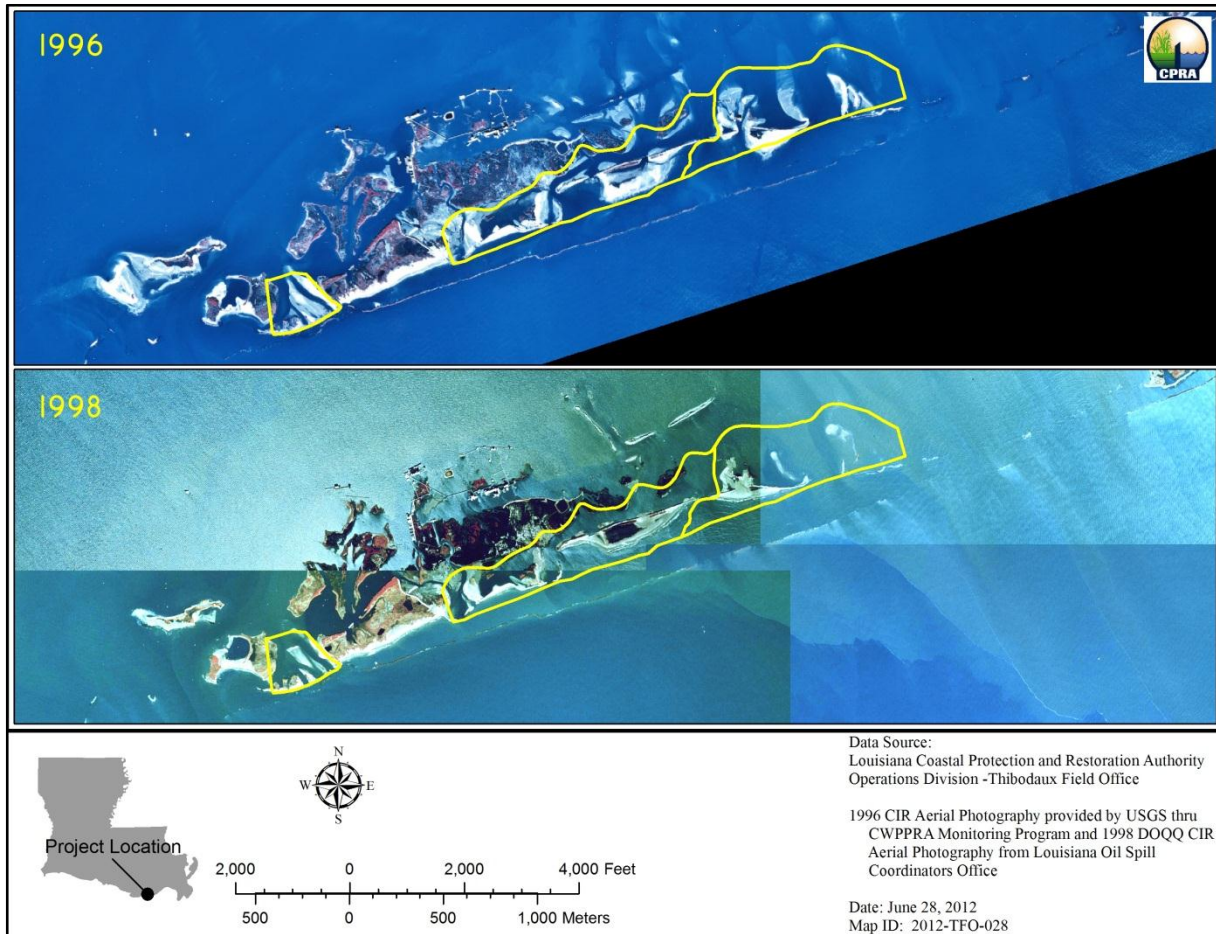 1996
CPRA
1998
Data Source:
Louisiana Coastal Protection and Restoration Authority
Operations Division -Thibodaux Field Office
1996 CIR Aerial Photography provided by USGS thru
CWPPRA Monitoring Program and 1998 DOQQ CIR
Aerial Photography from Louisiana Oil Spill
Coordinators Office
Date: June 28, 2012
Map ID: 2012-TFO-028
Project Location
N
W E
S
2,000 0 2,000 4,000 Feet
500 0 500 1,000 Meters